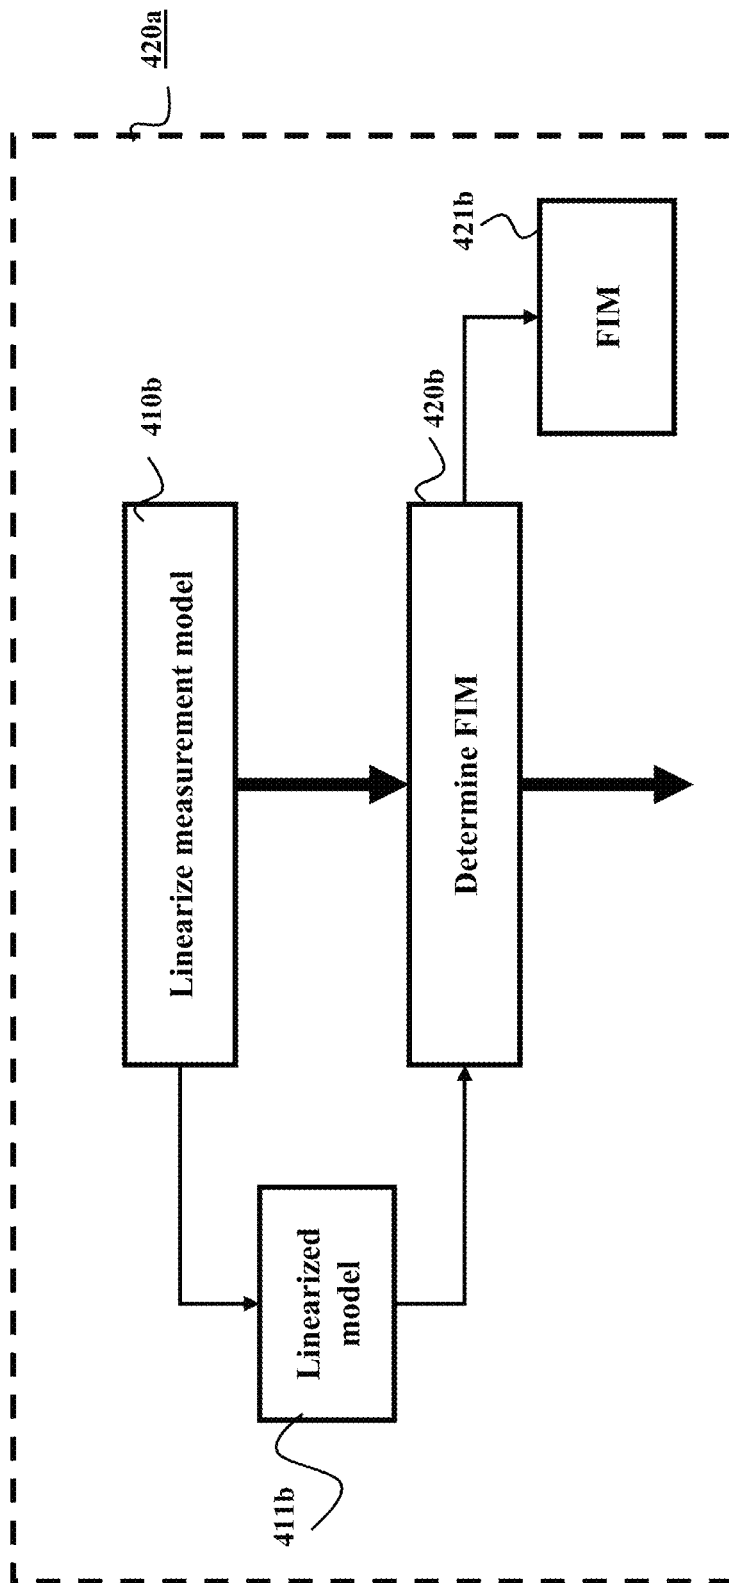 420a
410b
Linearize measurement model
Linearized
model
411b
420b
Determine FIM
421b
FIM